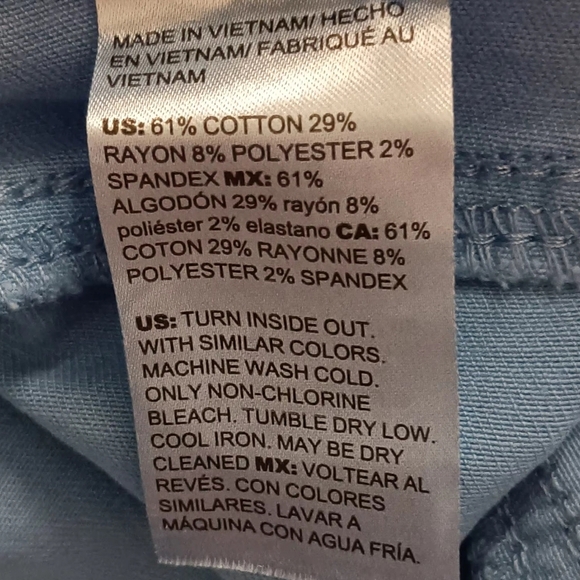 MADE IN VIETNAM/ HECHO
EN VIETNAM/ FABRIQUÉ AU
VIETNAM
US: 61% COTTON 29%
RAYON 8% POLYESTER 2%
SPANDEX MX: 61%
ALGODÓN 29% rayón 8%
poliéster 2% elastano CA: 61%
COTON 29% RAYONNE 8%
POLYESTER 2% SPANDEX
US: TURN INSIDE OUT.
WITH SIMILAR COLORS.
MACHINE WASH COLD.
ONLY NON-CHLORINE
BLEACH. TUMBLE DRY LOW.
COOL IRON. MAY BE DRY
CLEANED MX: VOLTEAR AL
REVÉS. CON COLORES
SIMILARES. LAVAR A
MÁQUINA CON AGUA FRÍA.